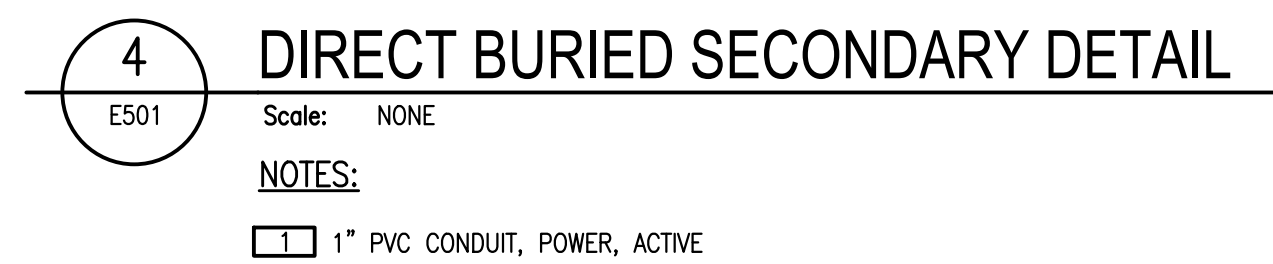 4
DIRECT BURIED SECONDARY DETAIL
E501
Scale: NONE
NOTES:
1 1" PVC CONDUIT, POWER, ACTIVE